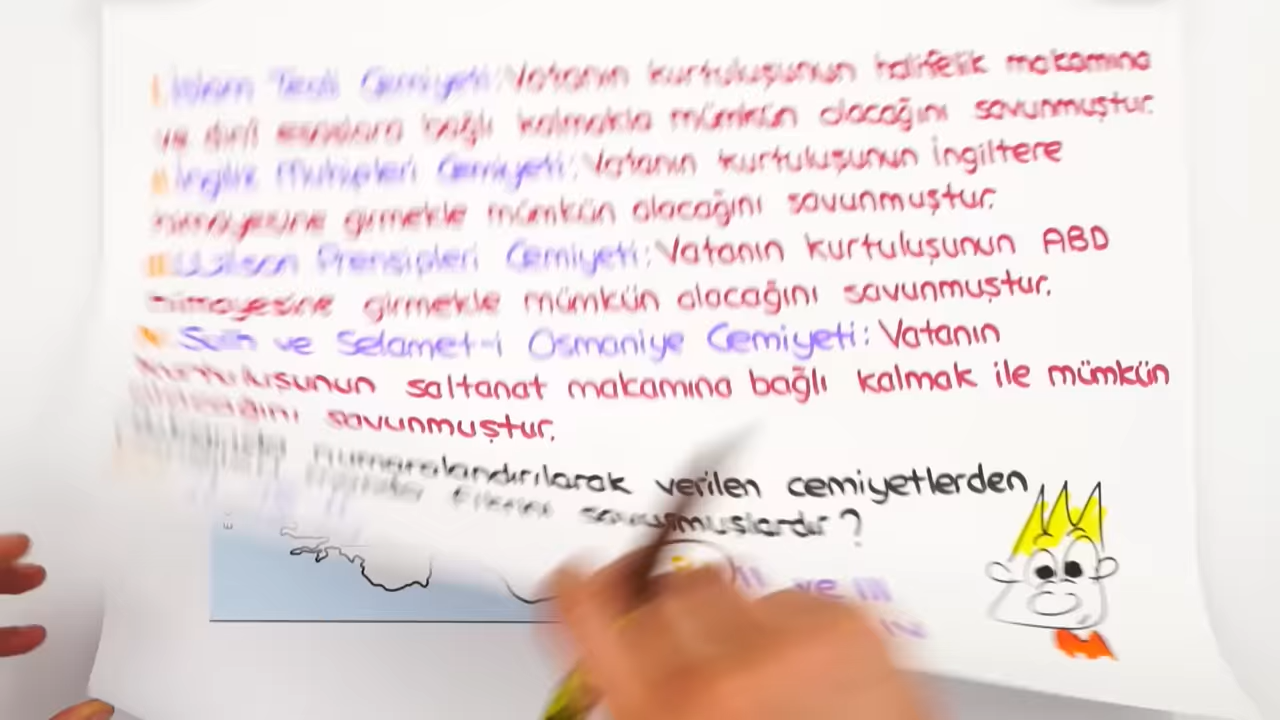 I. İslam Teali Cemiyeti: Vatanın kurtuluşunun halifelik makamına
ve dini esaslara bağlı kalmakla mümkün olacağını savunmuştur.
II. İngiliz Muhipleri Cemiyeti: Vatanın kurtuluşunun İngiltere
himayesine girmekle mümkün olacağını savunmuştur.
III. Wilson Prensipleri Cemiyeti: Vatanın kurtuluşunun ABD
himayesine girmekle mümkün olacağını savunmuştur.
Sulh ve Selamet-i Osmaniye Cemiyeti: Vatanın
kurtuluşunun saltanat makamına bağlı kalmak ile mümkün
olacağını savunmuştur.
numaralandırılarak verilen cemiyetlerden
savunmuşlardır?
II ve III
IV